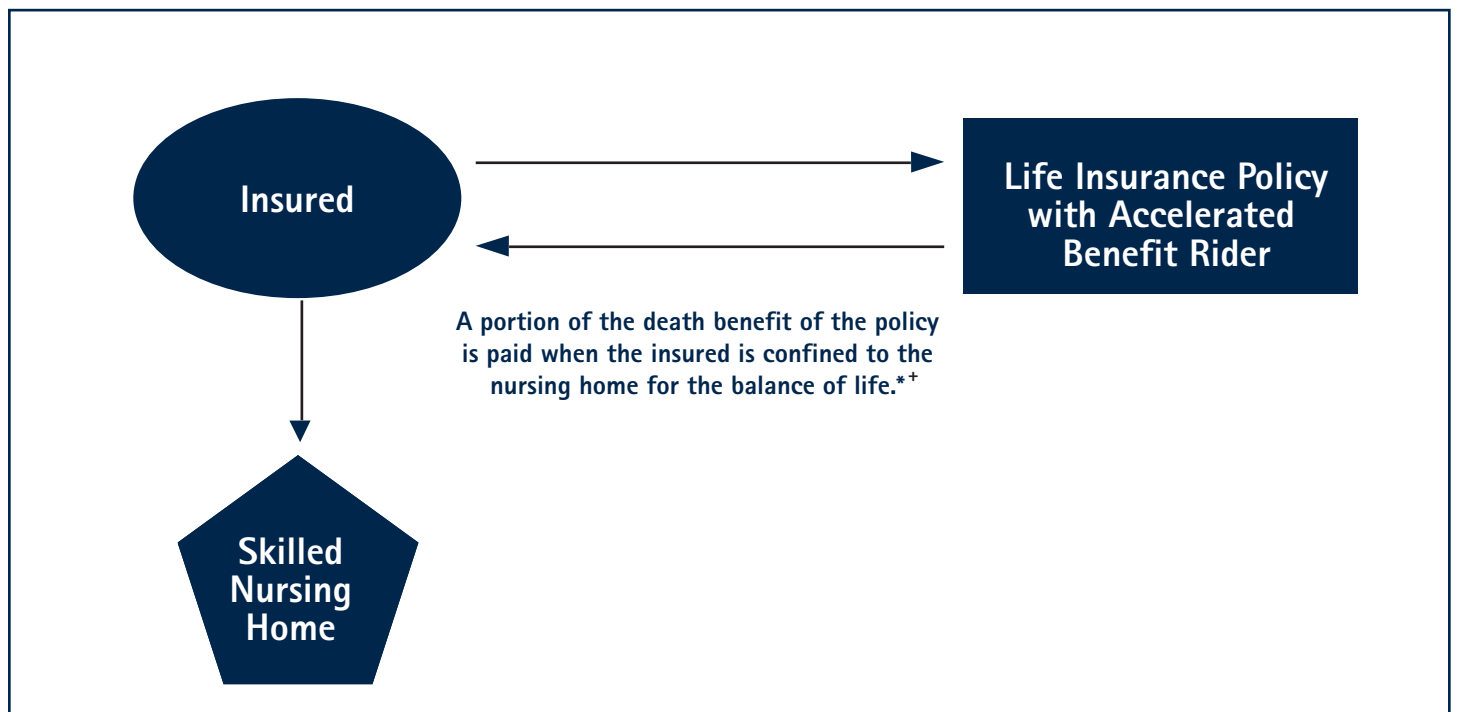 Insured
Life Insurance Policy
with Accelerated
Benefit Rider
A portion of the death benefit of the policy
is paid when the insured is confined to the
nursing home for the balance of life.*+
Skilled
Nursing
Home